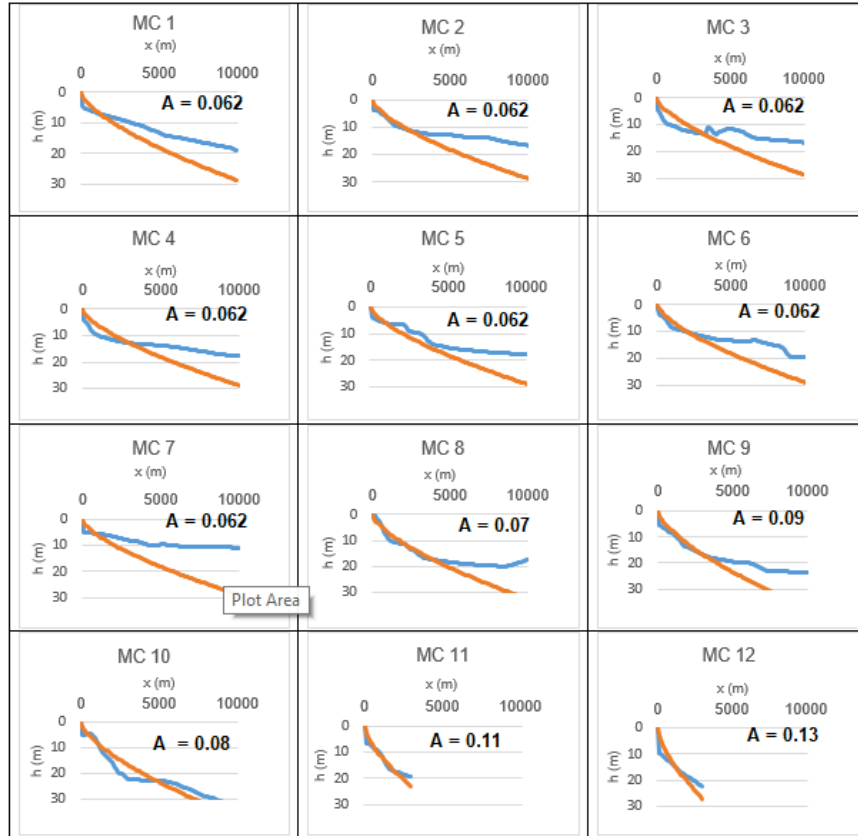 MC 1
x (m)
0 5000 10000
0
10
20
30
h (m)
A = 0.062
MC 2
x (m)
0 5000 10000
0
10
20
30
h (m)
A = 0.062
MC 3
x (m)
0 5000 10000
0
10
20
30
h (m)
A = 0.062
MC 4
x (m)
0 5000 10000
0
10
20
30
h (m)
A = 0.062
MC 5
x (m)
0 5000 10000
0
10
20
30
h (m)
A = 0.062
MC 6
x (m)
0 5000 10000
0
10
20
30
h (m)
A = 0.062
MC 7
x (m)
0 5000 10000
0
10
20
30
h (m)
A = 0.062
Plot Area
MC 8
x (m)
0 5000 10000
0
10
20
30
h (m)
A = 0.07
MC 9
x (m)
0 5000 10000
0
10
20
30
h (m)
A = 0.09
MC 10
x (m)
0 5000 10000
0
10
20
30
h (m)
A = 0.08
MC 11
x (m)
0 5000 10000
0
10
20
30
h (m)
A = 0.11
MC 12
x (m)
0 5000 10000
0
10
20
30
h (m)
A = 0.13